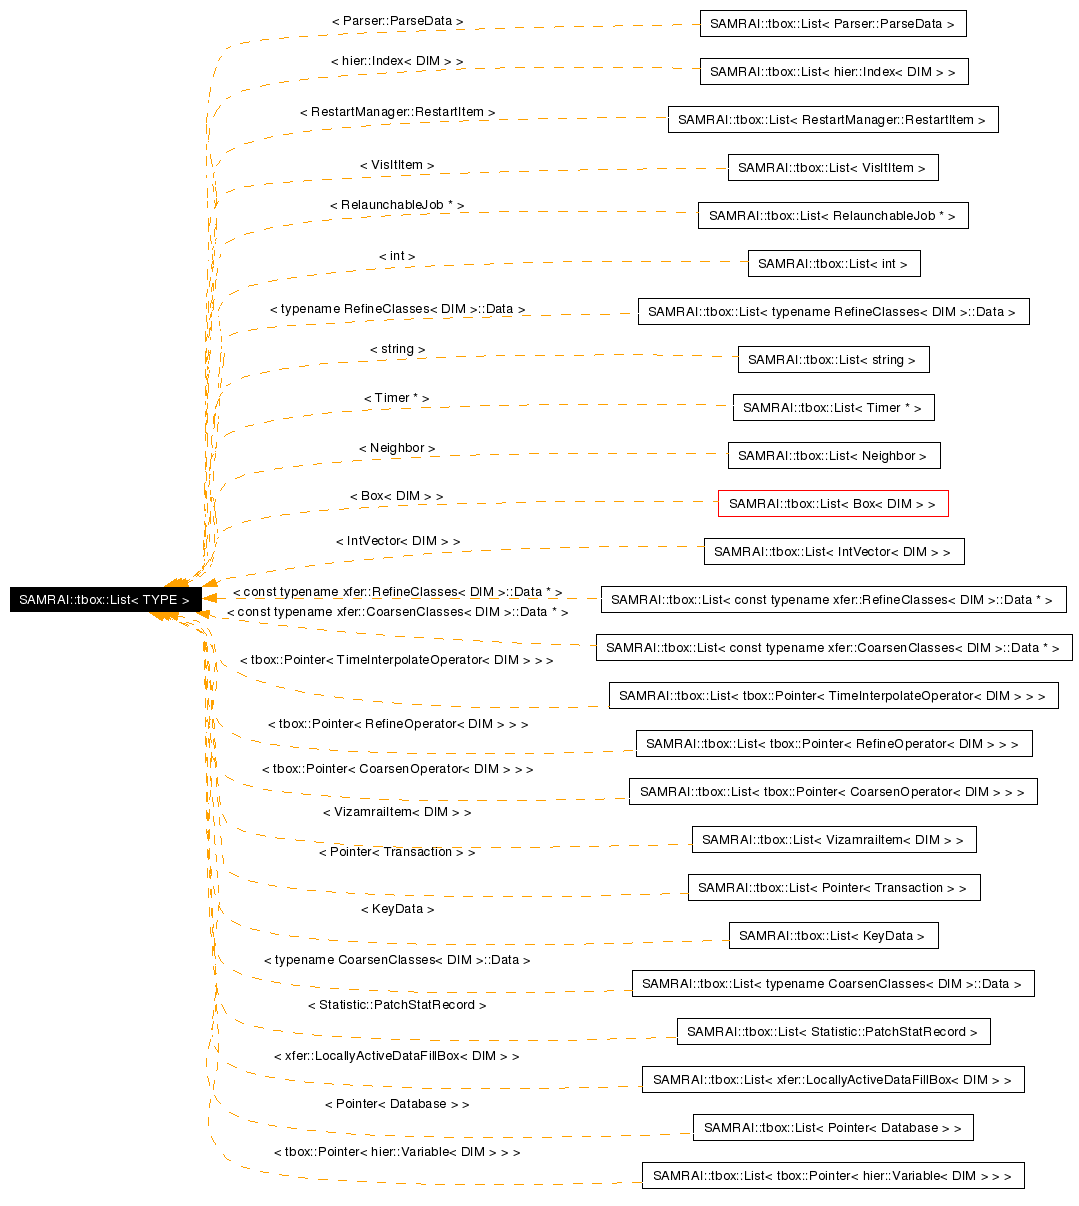 < Parser::ParseData >
SAMRAI::tbox::List< Parser::ParseData >
< hier::Index< DIM > >
SAMRAI::tbox::List< hier::Index< DIM > >
< RestartManager::RestartItem >
SAMRAI::tbox::List< RestartManager::RestartItem >
< VisItItem >
SAMRAI::tbox::List< VisItItem >
< RelaunchableJob * >
SAMRAI::tbox::List< RelaunchableJob * >
< int >
SAMRAI::tbox::List< int >
< typename RefineClasses< DIM >::Data >
SAMRAI::tbox::List< typename RefineClasses< DIM >::Data >
< string >
SAMRAI::tbox::List< string >
< Timer * >
SAMRAI::tbox::List< Timer * >
< Neighbor >
SAMRAI::tbox::List< Neighbor >
< Box< DIM > >
SAMRAI::tbox::List< Box< DIM > >
< IntVector< DIM > >
SAMRAI::tbox::List< IntVector< DIM > >
SAMRAI::tbox::List< TYPE >
< const typename xfer::RefineClasses< DIM >::Data * >
SAMRAI::tbox::List< const typename xfer::RefineClasses< DIM >::Data * >
< const typename xfer::CoarsenClasses< DIM >::Data * >
SAMRAI::tbox::List< const typename xfer::CoarsenClasses< DIM >::Data * >
< tbox::Pointer< TimeInterpolateOperator< DIM > > >
SAMRAI::tbox::List< tbox::Pointer< TimeInterpolateOperator< DIM > > >
< tbox::Pointer< RefineOperator< DIM > > >
SAMRAI::tbox::List< tbox::Pointer< RefineOperator< DIM > > >
< tbox::Pointer< CoarsenOperator< DIM > > >
SAMRAI::tbox::List< tbox::Pointer< CoarsenOperator< DIM > > >
< VizamraiItem< DIM > >
SAMRAI::tbox::List< VizamraiItem< DIM > >
< Pointer< Transaction > >
SAMRAI::tbox::List< Pointer< Transaction > >
< KeyData >
SAMRAI::tbox::List< KeyData >
< typename CoarsenClasses< DIM >::Data >
SAMRAI::tbox::List< typename CoarsenClasses< DIM >::Data >
< Statistic::PatchStatRecord >
SAMRAI::tbox::List< Statistic::PatchStatRecord >
< xfer::LocallyActiveDataFillBox< DIM > >
SAMRAI::tbox::List< xfer::LocallyActiveDataFillBox< DIM > >
< Pointer< Database > >
SAMRAI::tbox::List< Pointer< Database > >
< tbox::Pointer< hier::Variable< DIM > > >
SAMRAI::tbox::List< tbox::Pointer< hier::Variable< DIM > > >